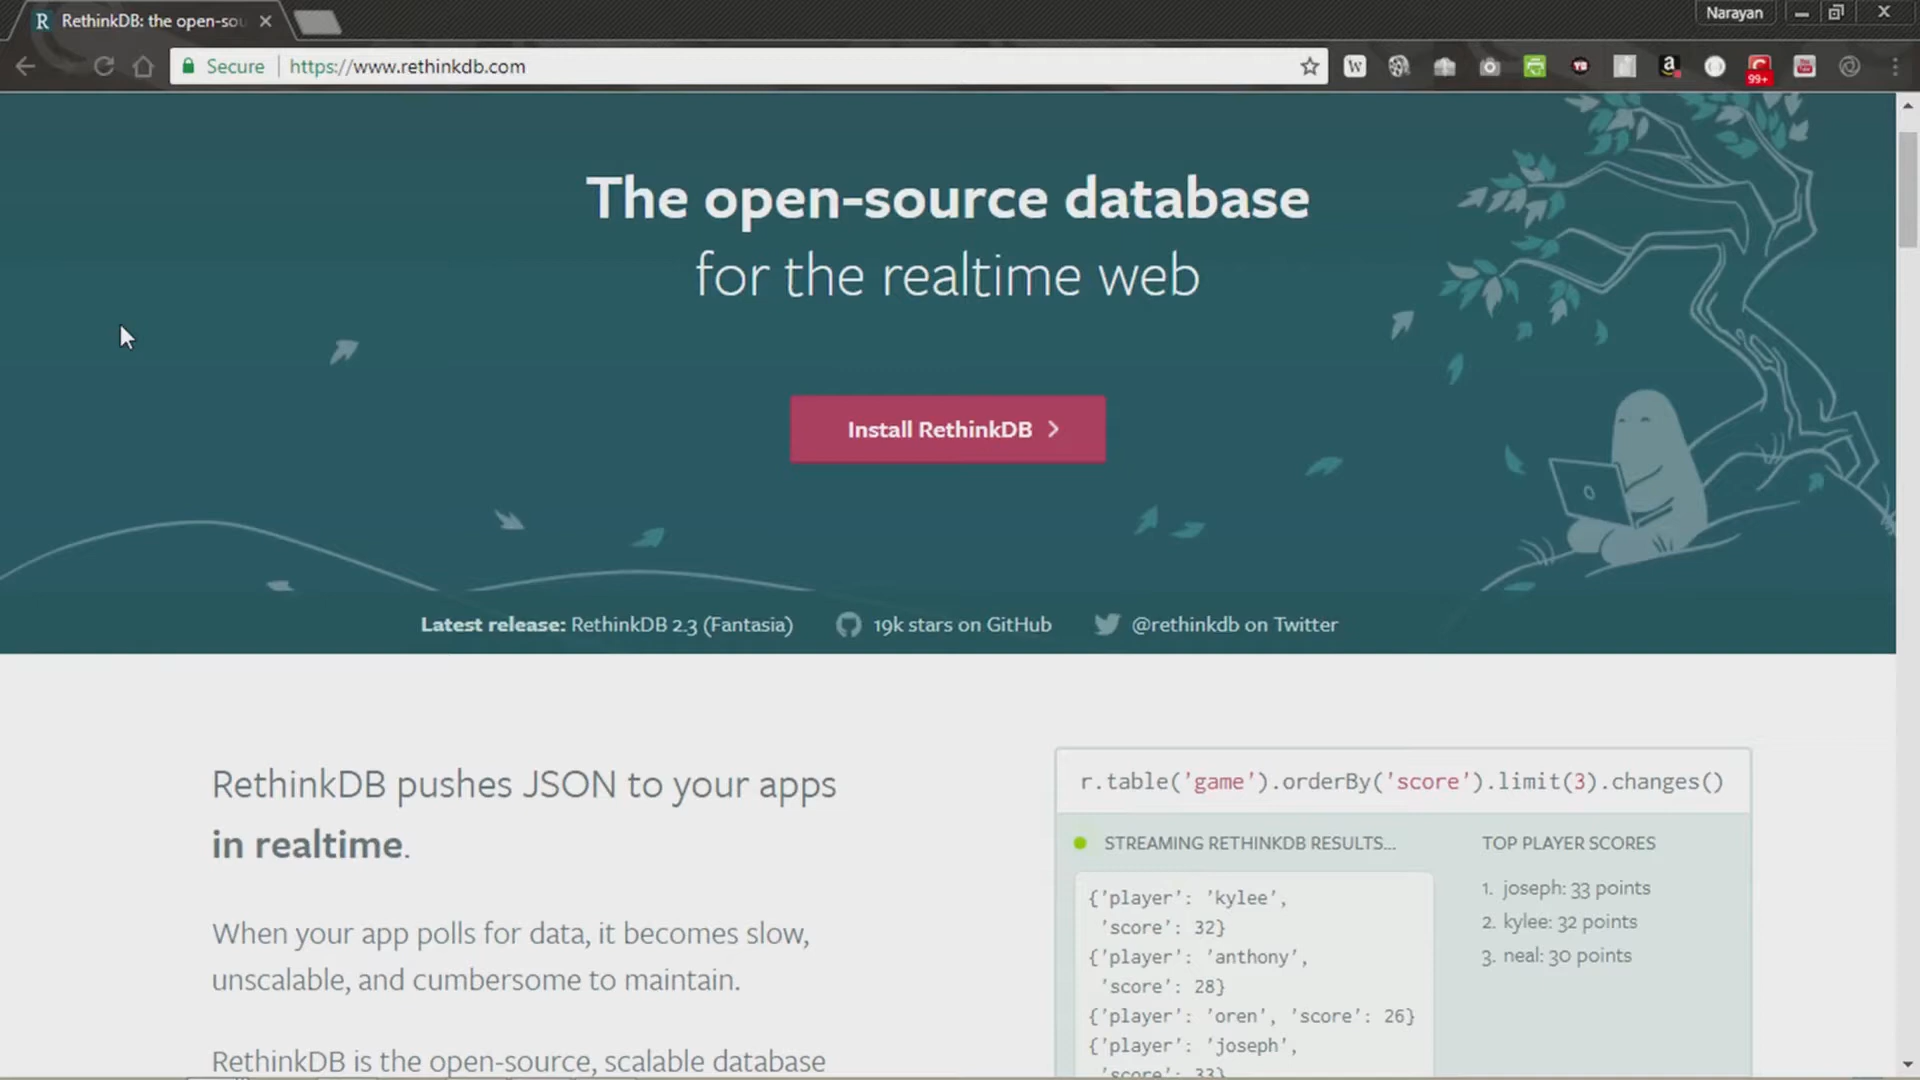 RethinkDB: the open-sou
Narayan
Secure https://www.rethinkdb.com
99+
The open-source database
for the realtime web
Install RethinkDB
Latest release: RethinkDB 2.3 (Fantasia) 19k stars on GitHub @rethinkdb on Twitter
RethinkDB pushes JSON to your apps
in realtime.
When your app polls for data, it becomes slow,
unscalable, and cumbersome to maintain.
RethinkDB is the open-source, scalable database
r.table('game').orderBy('score').limit(3).changes()
STREAMING RETHINKDB RESULTS...
{'player': 'kylee',
'score': 32}
{'player': 'anthony',
'score': 28}
{'player': 'oren', 'score': 26}
{'player': 'joseph',
'score': 33}
TOP PLAYER SCORES
1. joseph: 33 points
2. kylee: 32 points
3. neal: 30 points